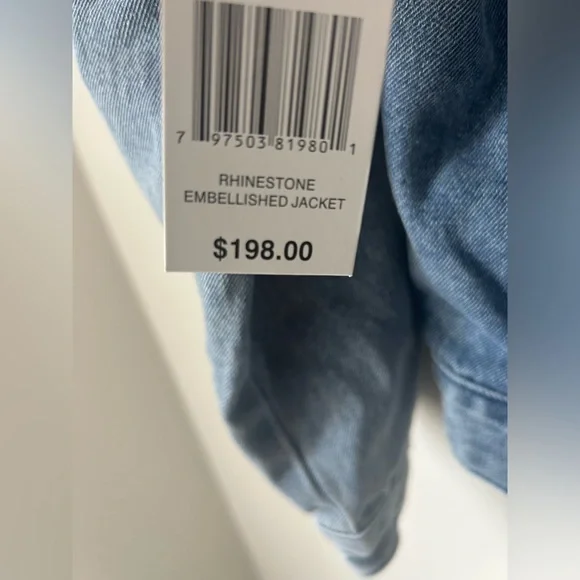 7 97503 81980 1
RHINESTONE
EMBELLISHED JACKET
$198.00